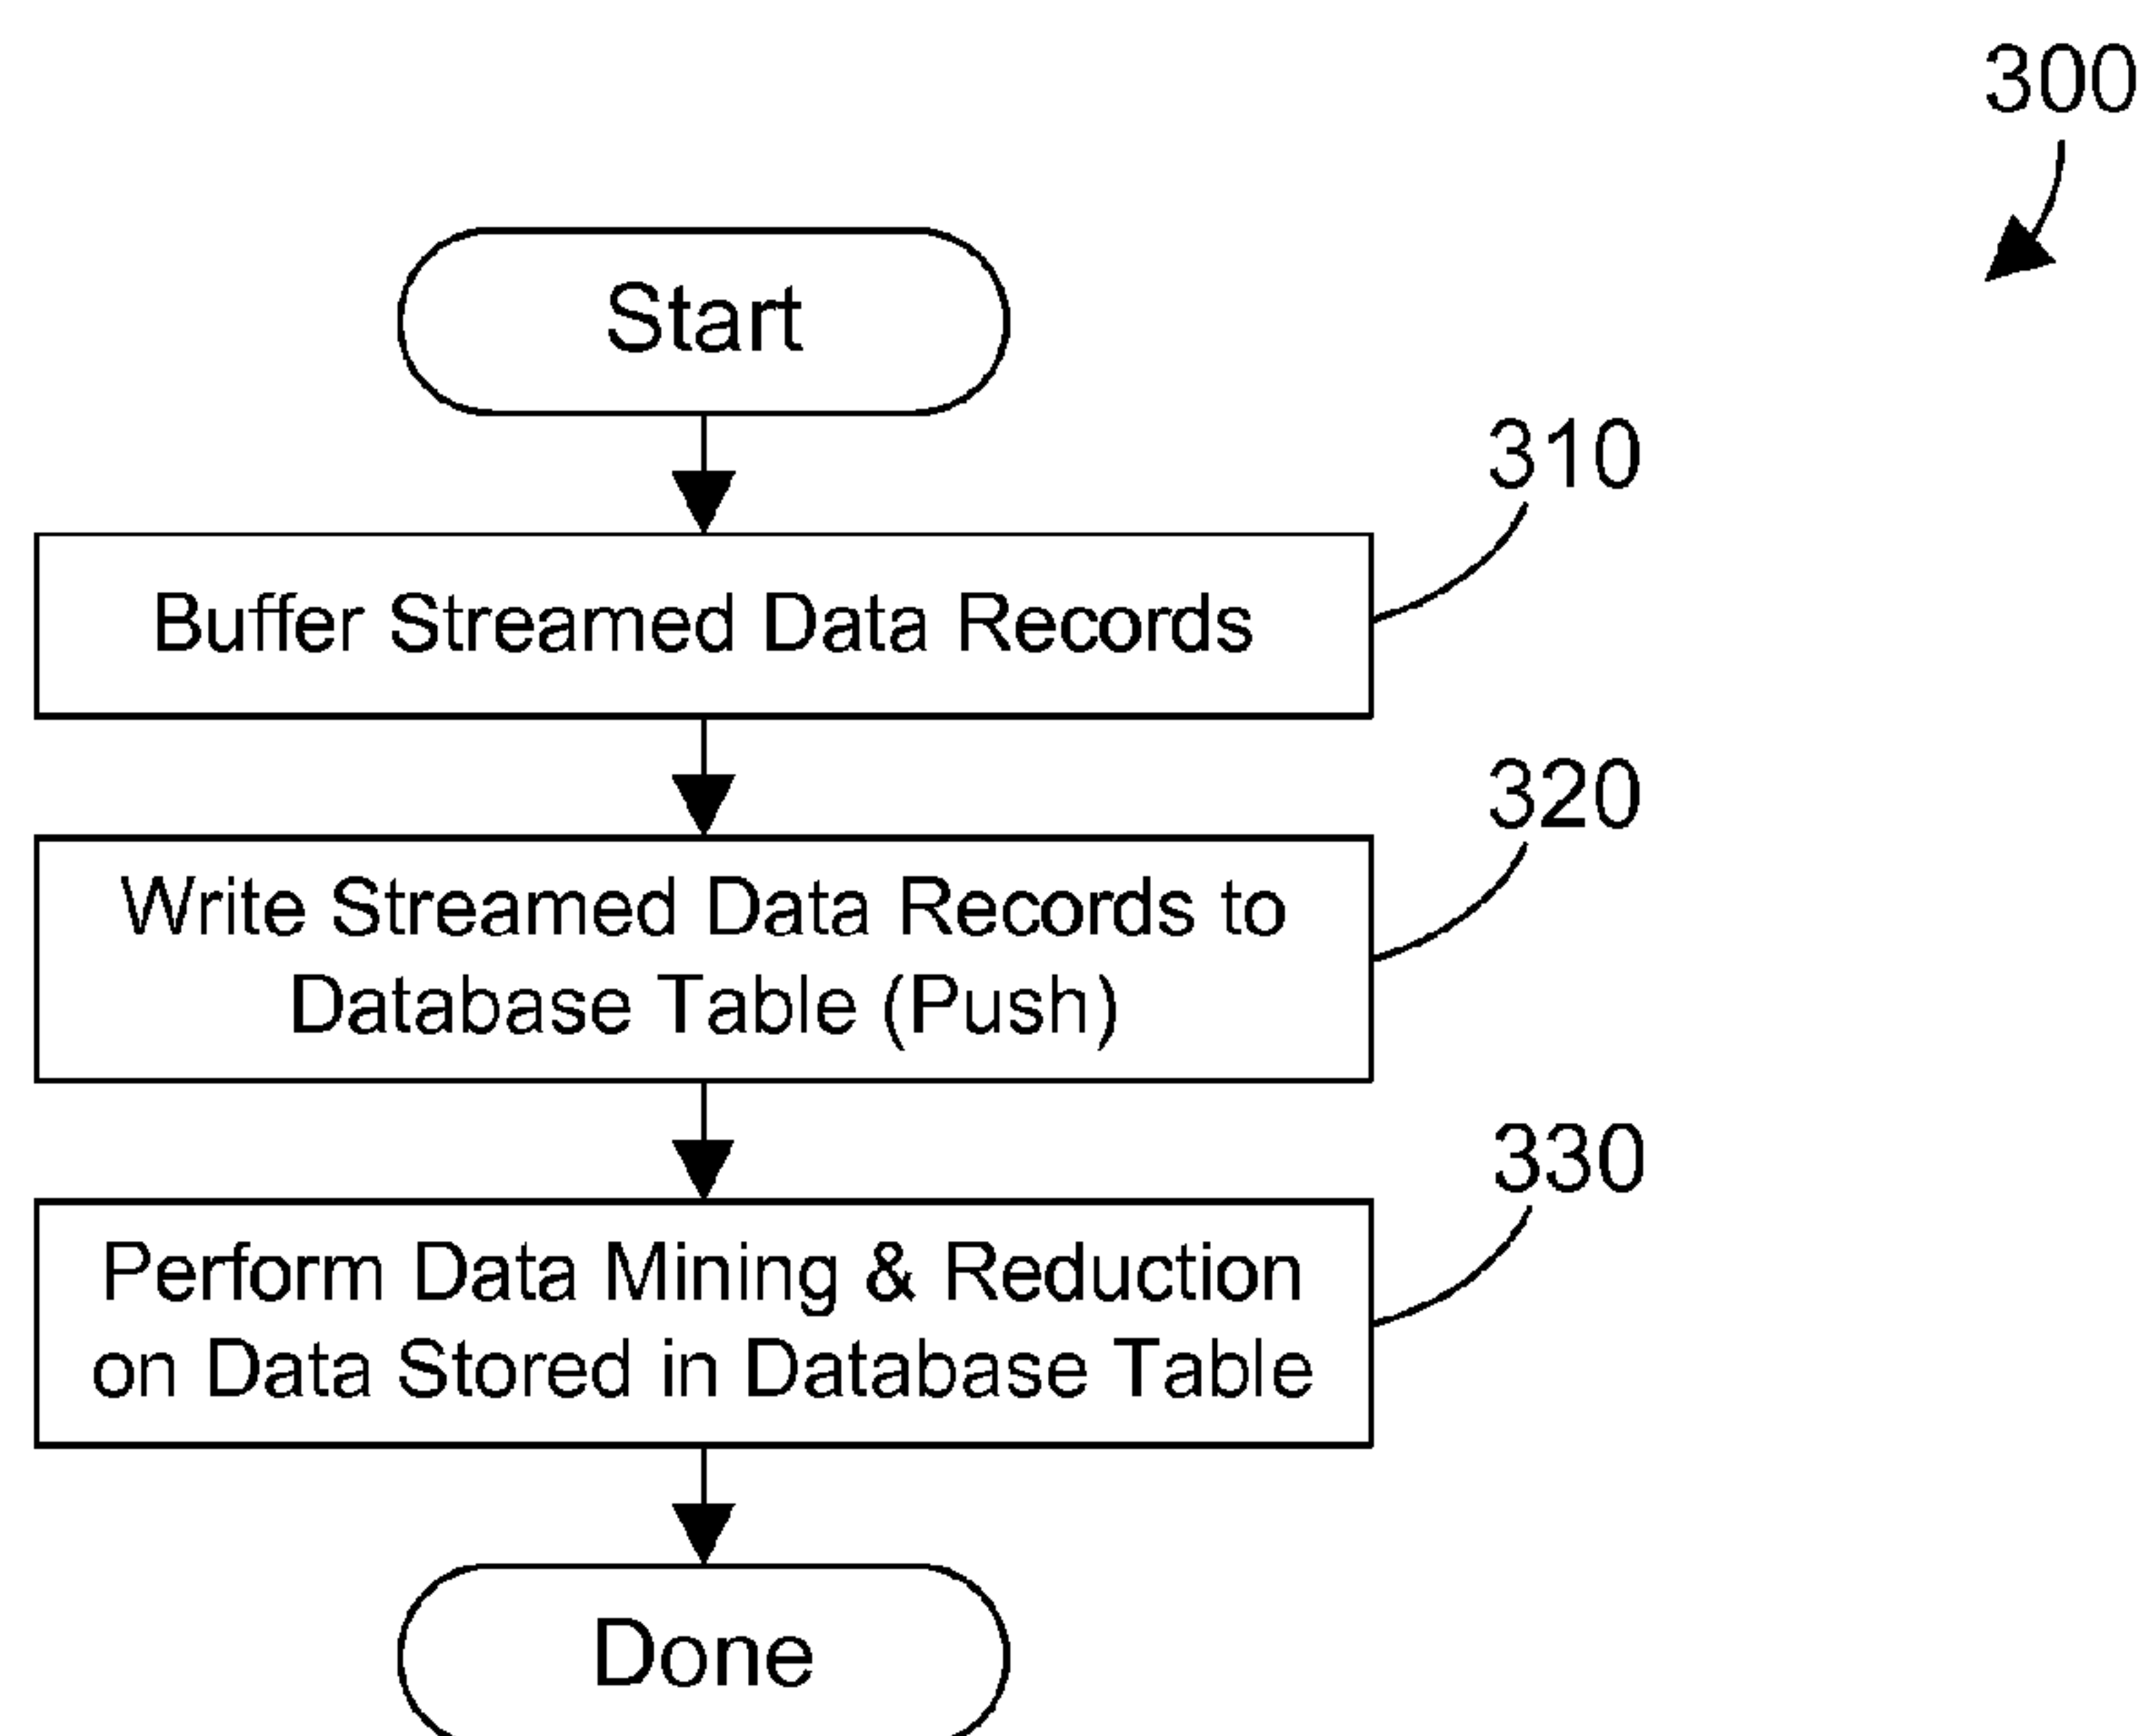 300
Start
310
Buffer Streamed Data Records
320
Write Streamed Data Records to
Database Table (Push)
330
Perform Data Mining & Reduction
on Data Stored in Database Table
Done